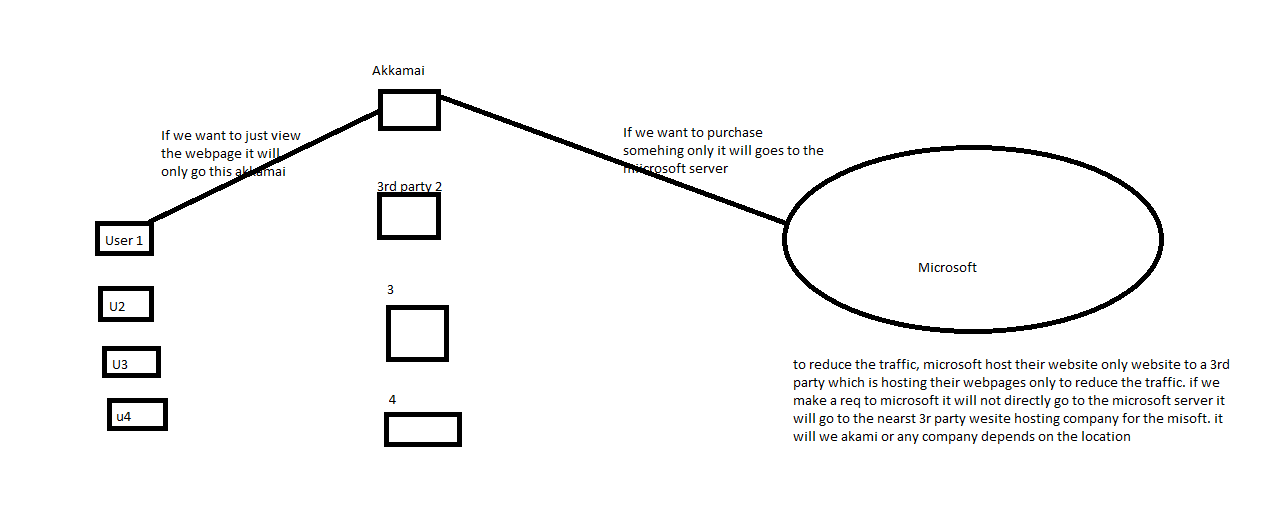 Akkamai
If we want to just view
the webpage it will
only go this akkamai
If we want to purchase
somehing only it will goes to the
miicrosoft server
3rd party 2
User 1
Microsoft
3
U2
U3
to reduce the traffic, microsoft host their website only website to a 3rd
party which is hosting their webpages only to reduce the traffic. if we
make a req to microsoft it will not directly go to the microsoft server it
will go to the nearst 3r party wesite hosting company for the misoft. it
will we akami or any company depends on the location
4
u4